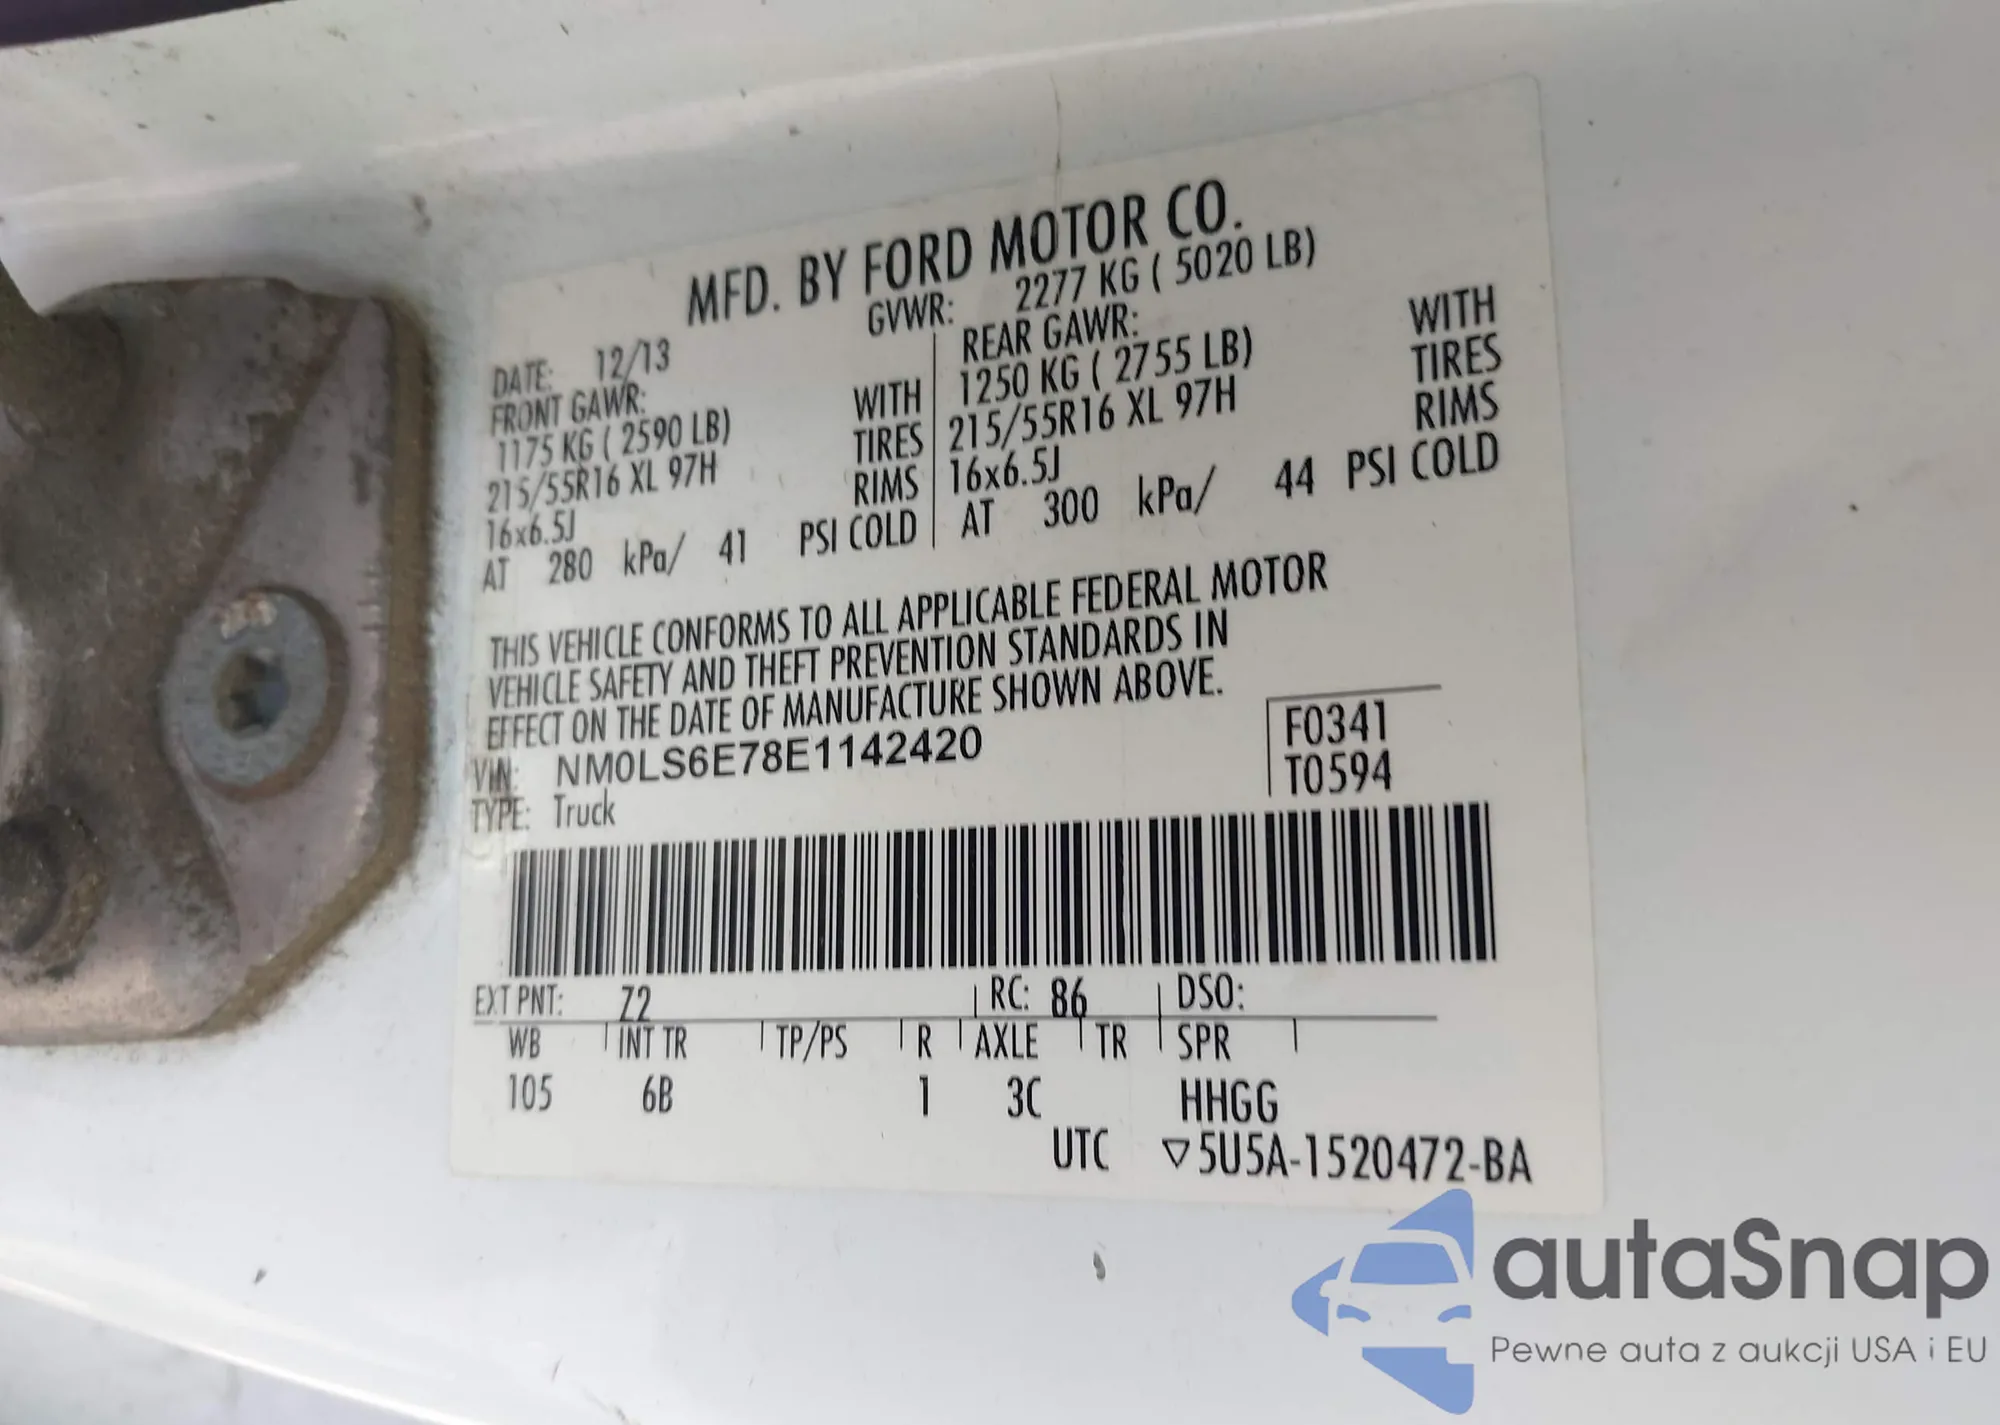 MFD. BY FORD MOTOR CO.
DATE: 12/13 GVWR: 2277 KG ( 5020 LB)
FRONT GAWR: REAR GAWR:
1175 KG ( 2590 LB) WITH 1250 KG ( 2755 LB) WITH
215/55R16 XL 97H TIRES 215/55R16 XL 97H TIRES
16x6.5J RIMS 16x6.5J RIMS
AT 280 kPa/ 41 PSI COLD AT 300 kPa/ 44 PSI COLD
THIS VEHICLE CONFORMS TO ALL APPLICABLE FEDERAL MOTOR
VEHICLE SAFETY AND THEFT PREVENTION STANDARDS IN
EFFECT ON THE DATE OF MANUFACTURE SHOWN ABOVE.
VIN: NM0LS6E78E1142420 F0341
TYPE: Truck T0594
EXT PNT: Z2 RC: 86 DSO:
WB INT TR TP/PS R AXLE TR SPR
105 6B 1 3C HHGG
UTC ▽5U5A-1520472-BA
autaSnap
Pewne auta z aukcji USA i EU